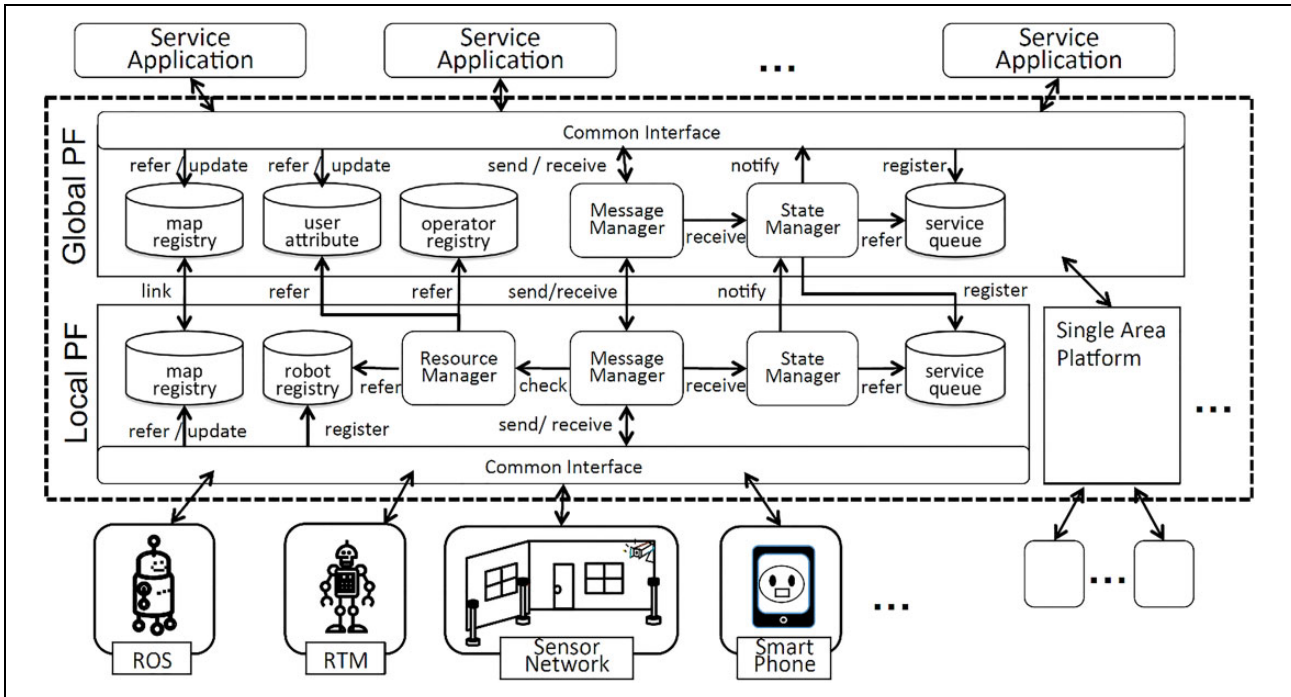 Service
Application
Service
Application
...
Service
Application
Global PF
Common Interface
refer / update
refer / update
send / receive
notify
register
map
registry
user
attribute
operator
registry
Message
Manager
receive
State
Manager
refer
service
queue
link
refer
refer
send/receive
notify
register
Local PF
map
registry
robot
registry
refer
Resource
Manager
check
Message
Manager
receive
State
Manager
refer
service
queue
Single Area
Platform
...
refer / update
register
send/ receive
Common Interface
ROS
RTM
Sensor
Network
Smart
Phone
...
...